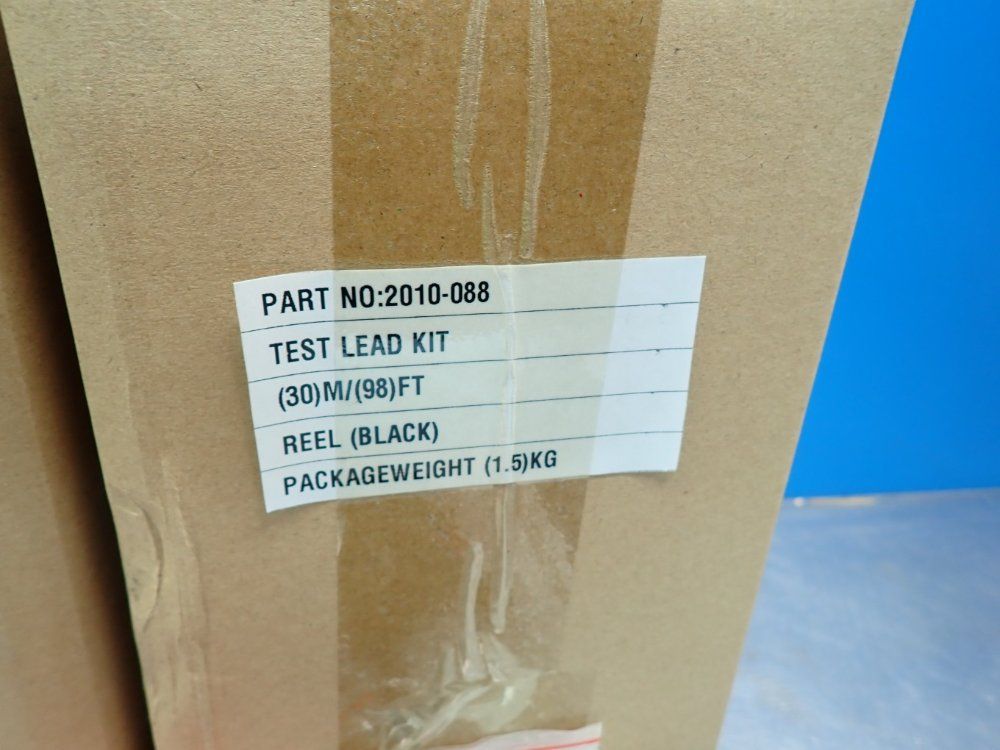 PART NO:2010-088
TEST LEAD KIT
(30)M/(98)FT
REEL (BLACK)
PACKAGEWEIGHT (1.5)KG